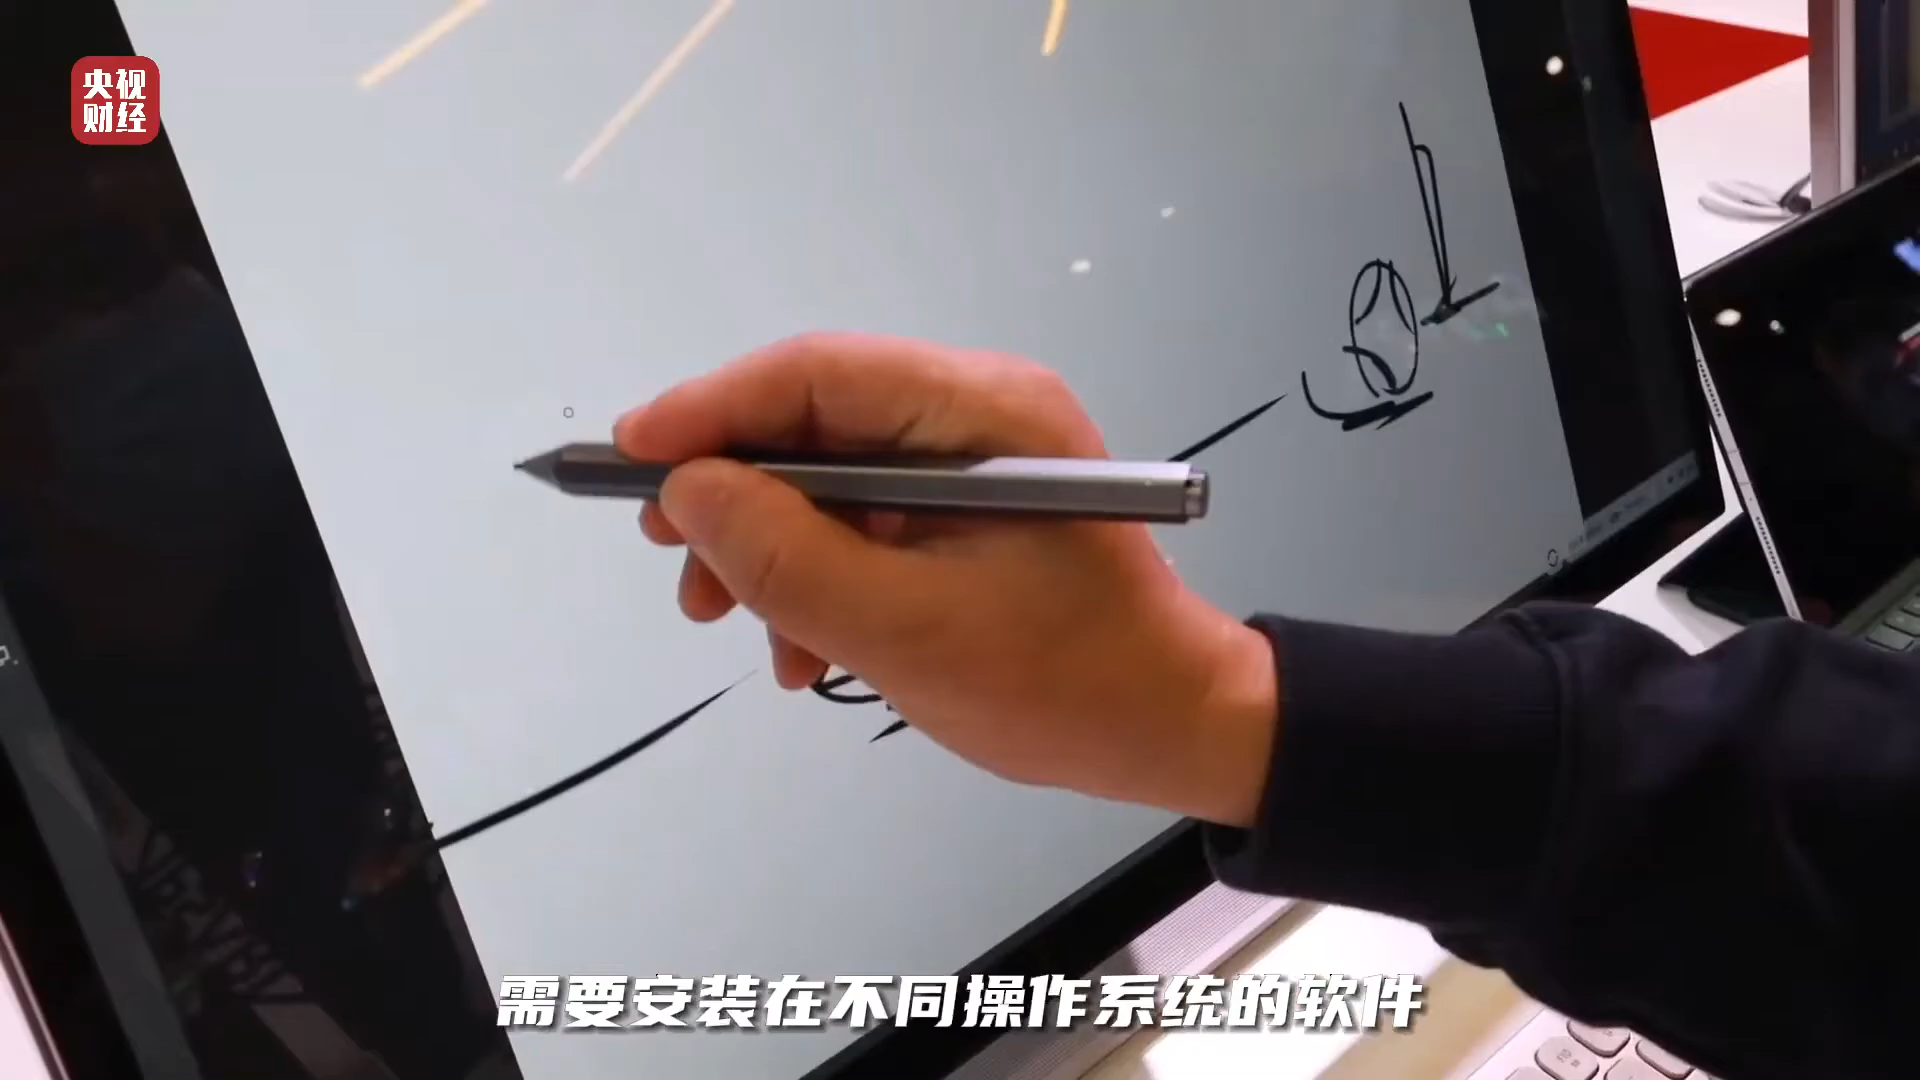 央视
财经
需要安装在不同操作系统的软件